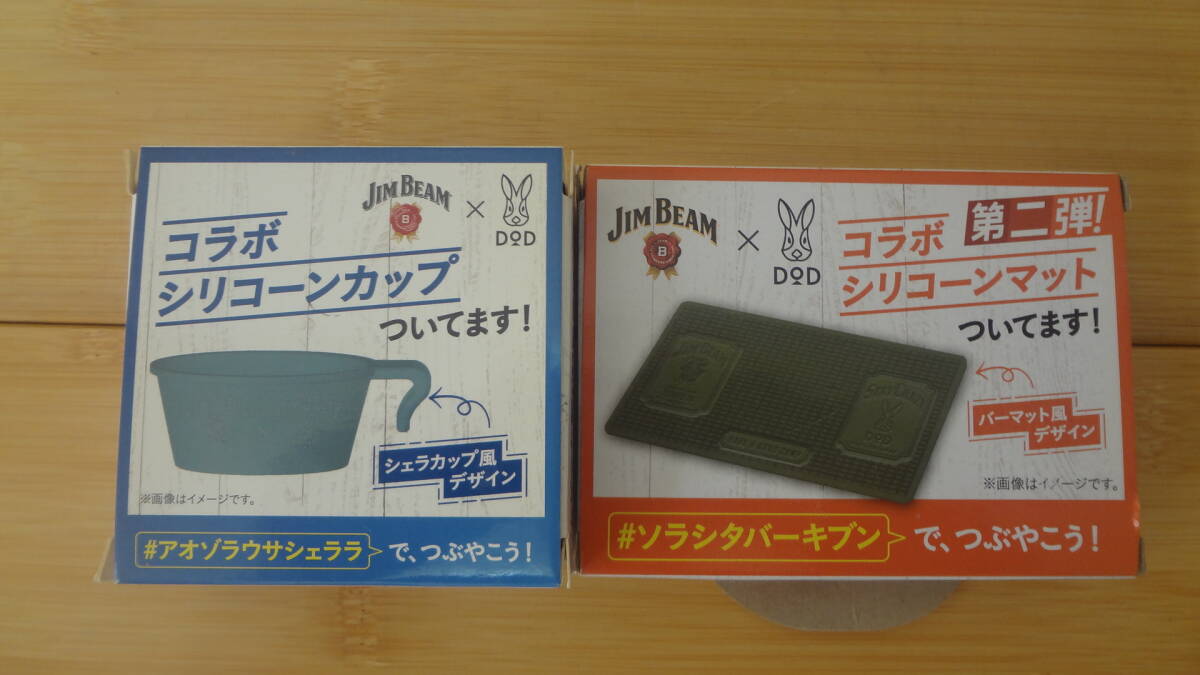 JIM BEAM
B
×
DOD
コラボ
シリコーンカップ
ついてます!
シェラカップ風
デザイン
※画像はイメージです。
#アオゾラウサシェララ で、つぶやこう!
JIM BEAM
B
×
DOD
コラボ 第二弾!
シリコーンマット
ついてます!
DOD
バーマット風
デザイン
※画像はイメージです。
#ソラシタバーキブン で、つぶやこう!